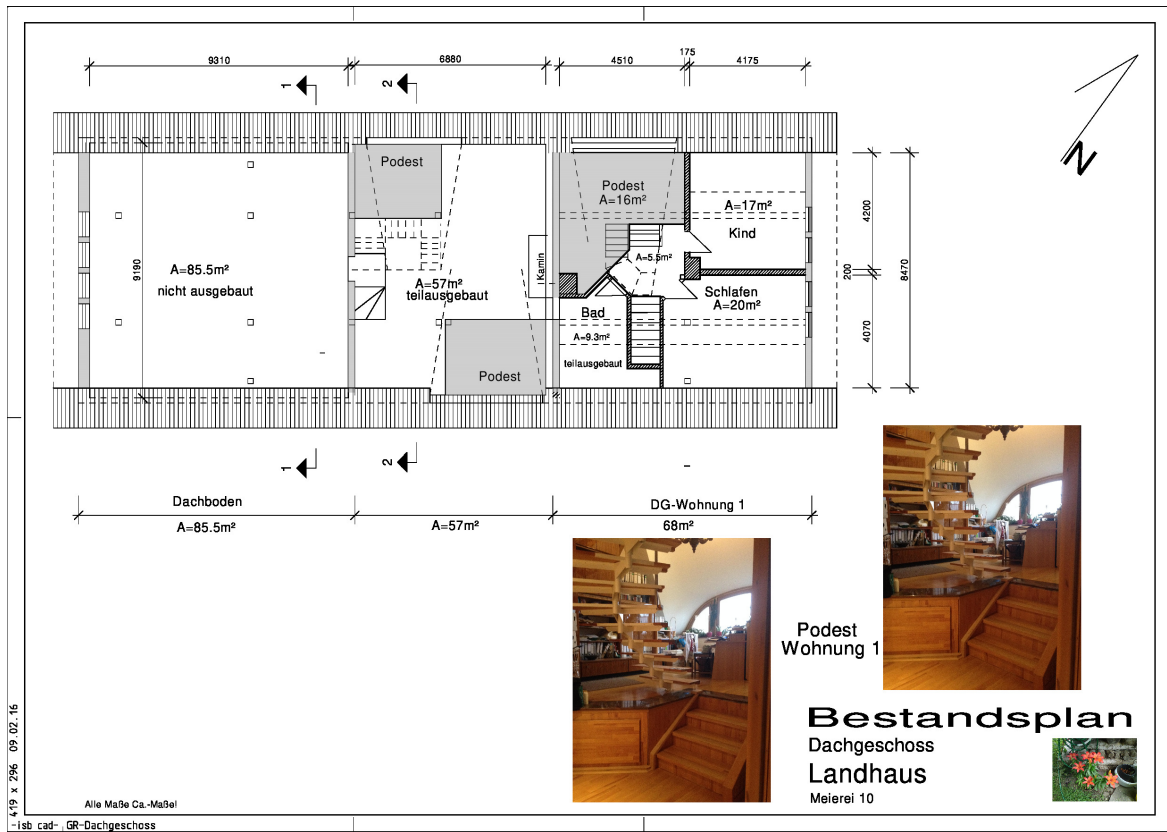 9310
6880
4510
175
4175
1
2
Podest
Podest
A=16m²
A=17m²
Kind
4200
9190
A=85.5m²
nicht ausgebaut
A=57m²
teilausgebaut
Kamin
A=5.5m²
200
8470
Schlafen
A=20m²
Bad
A=9.3m²
teilausgebaut
4070
Podest
1
2
Dachboden
A=85.5m²
A=57m²
DG-Wohnung 1
68m²
N
Podest
Wohnung 1
Bestandsplan
Dachgeschoss
Landhaus
Meierei 10
Alle Maße Ca.-Maße!
419 x 296 09.02.16
-isb cad- GR-Dachgeschoss